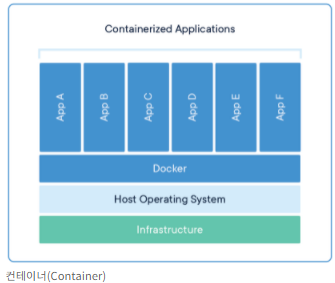 Containerized Applications
App A
App B
App C
App D
App E
App F
Docker
Host Operating System
Infrastructure
컨테이너(Container)